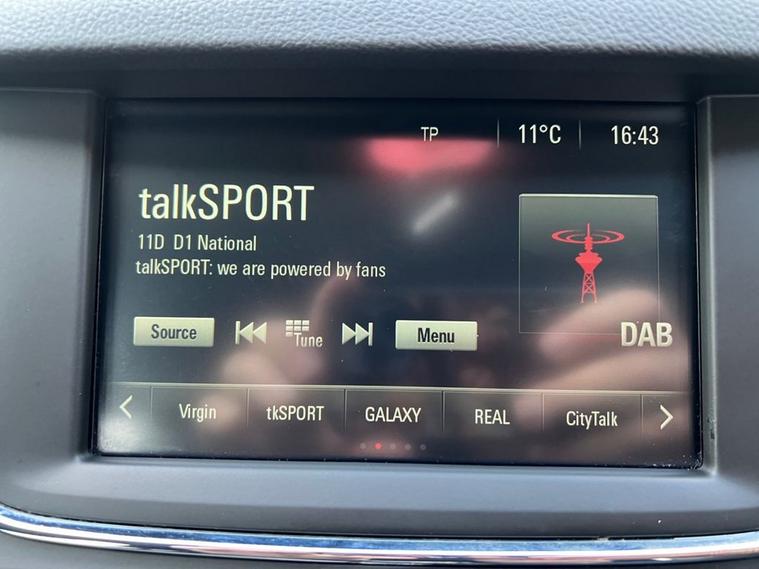 TP 11°C 16:43
talkSPORT
11D D1 National
talkSPORT: we are powered by fans
DAB
Source Tune Menu
Virgin tkSPORT GALAXY REAL CityTalk